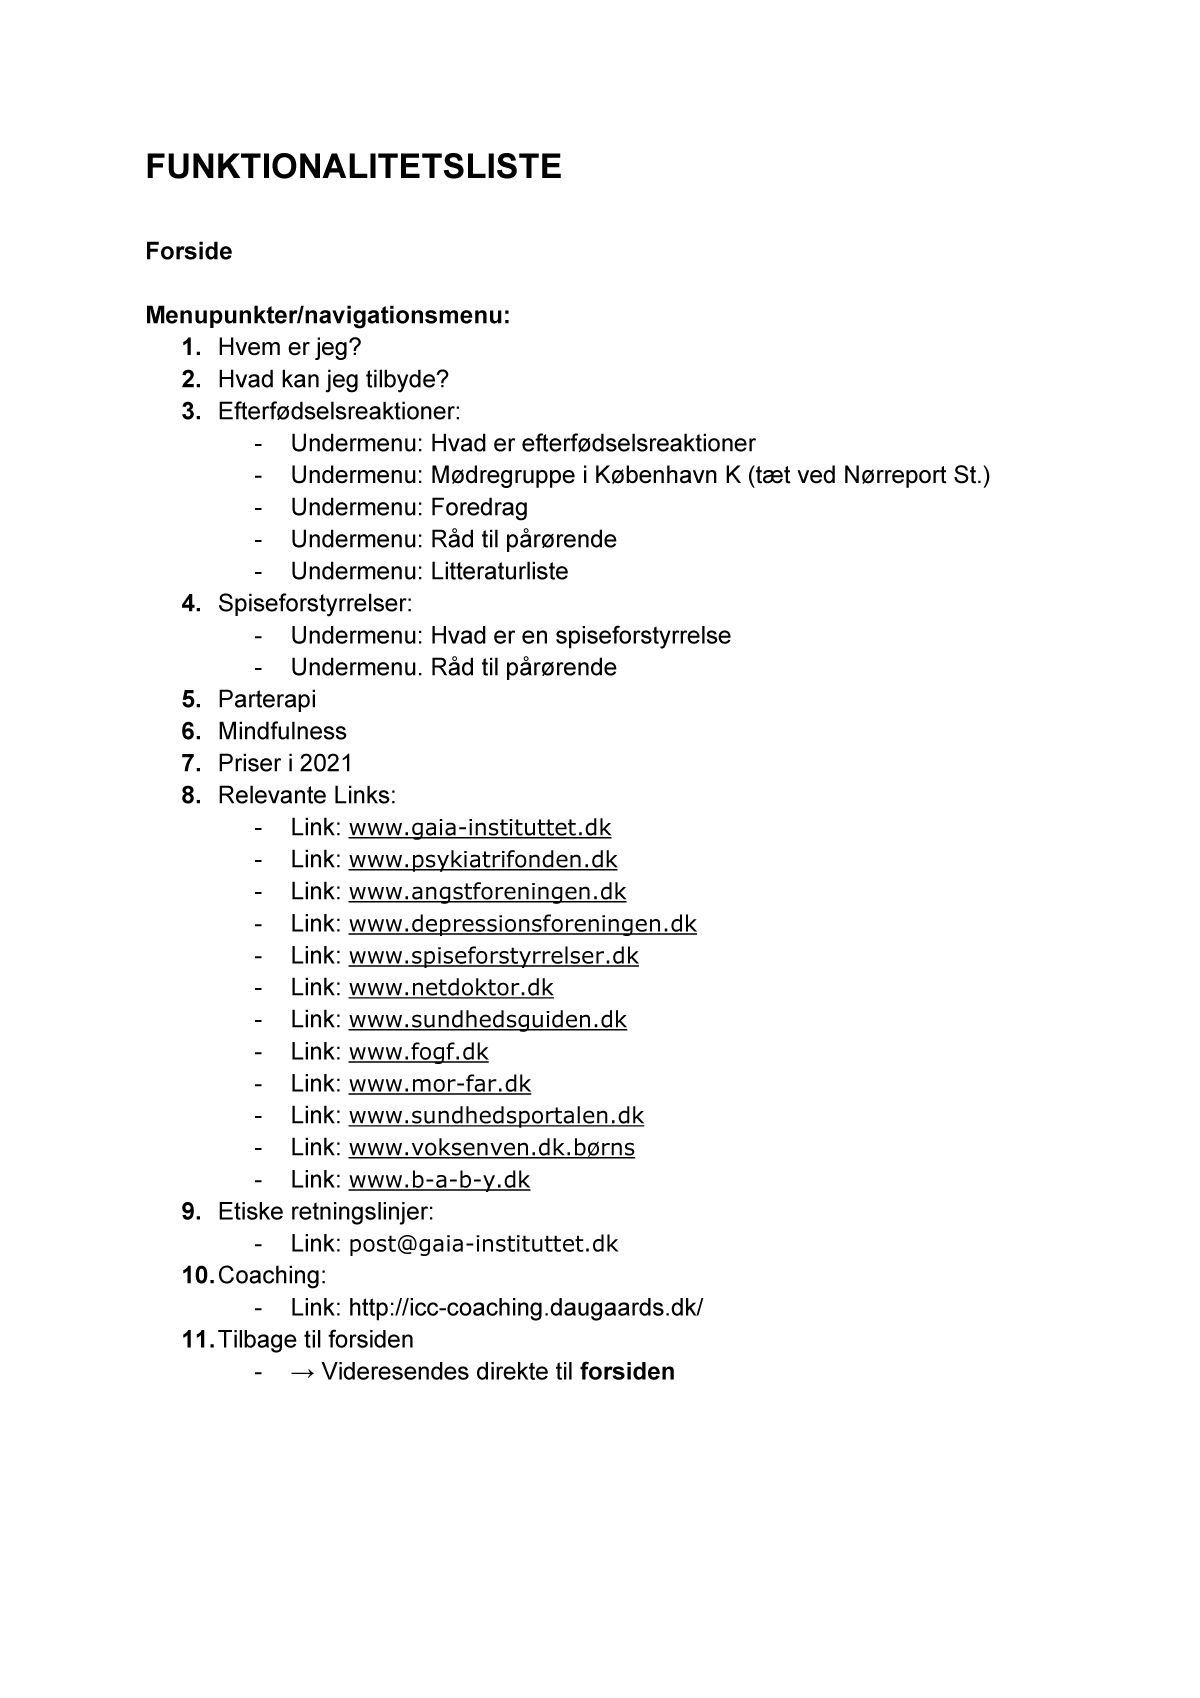 FUNKTIONALITETSLISTE
Forside
Menupunkter/navigationsmenu:
1. Hvem er jeg?
2. Hvad kan jeg tilbyde?
3. Efterfødselsreaktioner:
- Undermenu: Hvad er efterfødselsreaktioner
- Undermenu: Mødregruppe i København K (tæt ved Nørreport St.)
- Undermenu: Foredrag
- Undermenu: Råd til pårørende
- Undermenu: Litteraturliste
4. Spiseforstyrrelser:
- Undermenu: Hvad er en spiseforstyrrelse
- Undermenu. Råd til pårørende
5. Parterapi
6. Mindfulness
7. Priser i 2021
8. Relevante Links:
- Link: www.gaia-instituttet.dk
- Link: www.psykiatrifonden.dk
- Link: www.angstforeningen.dk
- Link: www.depressionsforeningen.dk
- Link: www.spiseforstyrrelser.dk
- Link: www.netdoktor.dk
- Link: www.sundhedsguiden.dk
- Link: www.fogf.dk
- Link: www.mor-far.dk
- Link: www.sundhedsportalen.dk
- Link: www.voksenven.dk.børns
- Link: www.b-a-b-y.dk
9. Etiske retningslinjer:
- Link: post@gaia-instituttet.dk
10. Coaching:
- Link: http://icc-coaching.daugaards.dk/
11. Tilbage til forsiden
- → Videresendes direkte til forsiden